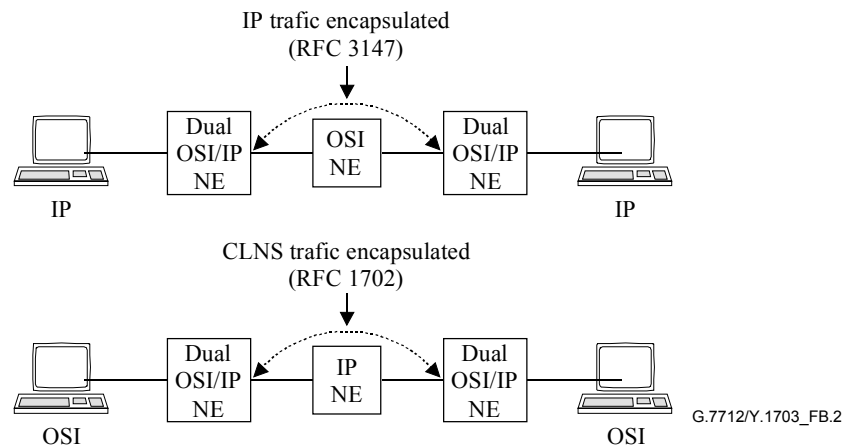 IP trafic encapsulated
(RFC 3147)
Dual
OSI/IP
NE
OSI
NE
Dual
OSI/IP
NE
IP
IP
CLNS trafic encapsulated
(RFC 1702)
Dual
OSI/IP
NE
IP
NE
Dual
OSI/IP
NE
G.7712/Y.1703_FB.2
OSI
OSI